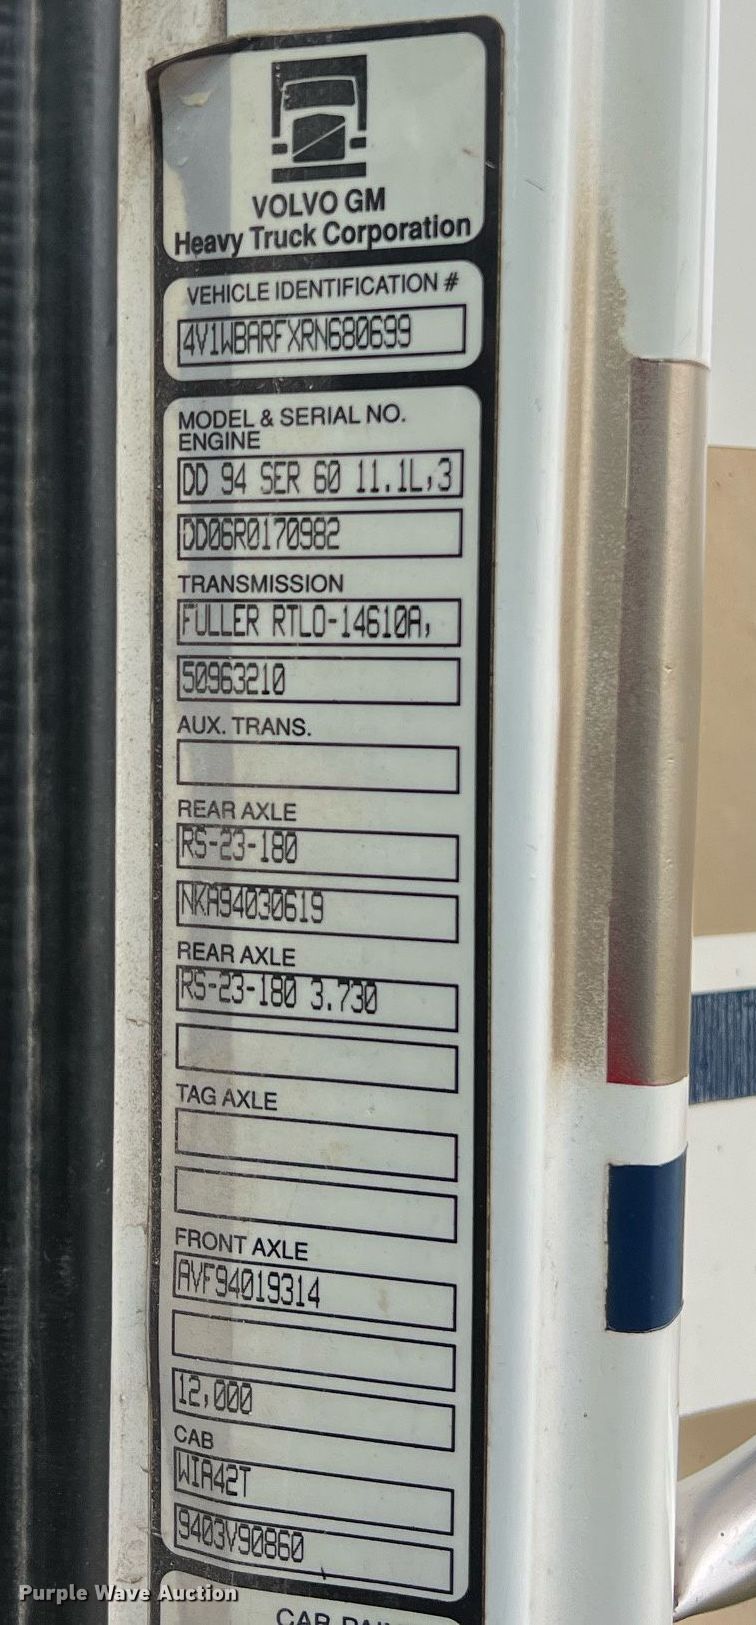 VOLVO GM
Heavy Truck Corporation
VEHICLE IDENTIFICATION #
4V1WBARFXRN680699
MODEL & SERIAL NO.
ENGINE
DD 94 SER 60 11.1L,3
DD06R0170982
TRANSMISSION
FULLER RTLO-14610A,
50963210
AUX. TRANS.
REAR AXLE
RS-23-180
NKA94030619
REAR AXLE
RS-23-180 3.730
TAG AXLE
FRONT AXLE
AVF94019314
12,000
CAB
WIA42T
9403V90860
CAB
Purple Wave Auction